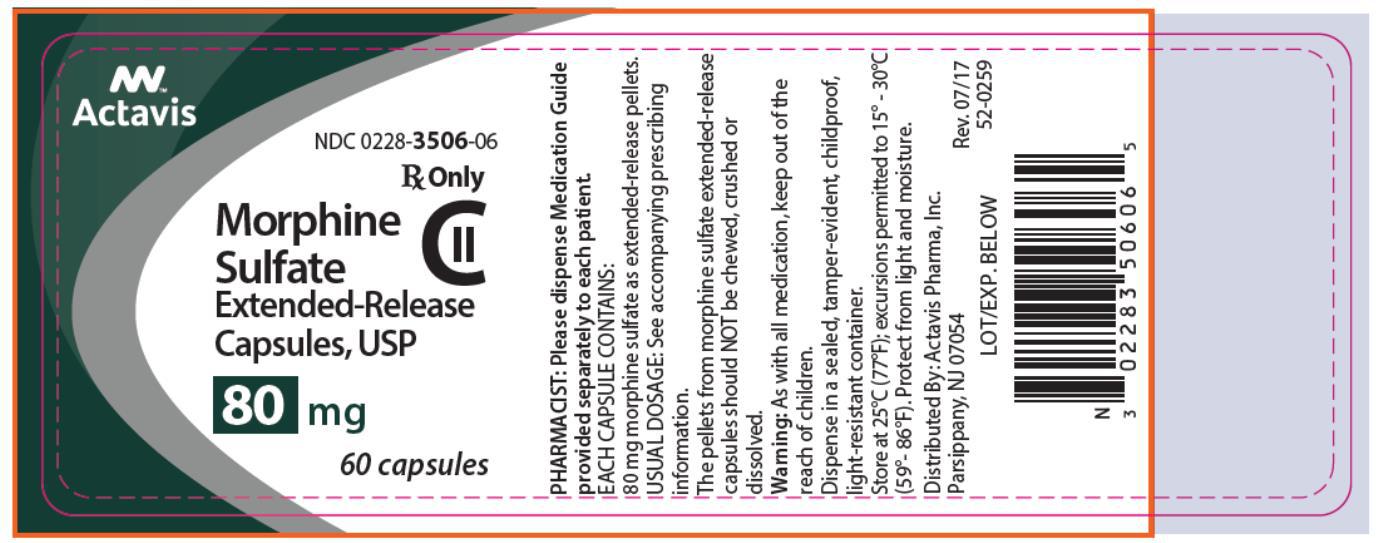 Actavis
NDC 0228-3506-06
Rx Only
Morphine
Sulfate
CII
Extended-Release
Capsules, USP
80 mg
60 capsules
PHARMACIST: Please dispense Medication Guide
provided separately to each patient.
EACH CAPSULE CONTAINS:
80 mg morphine sulfate as extended-release pellets.
USUAL DOSAGE: See accompanying prescribing
information.
The pellets from morphine sulfate extended-release
capsules should NOT be chewed, crushed or
dissolved.
Warning: As with all medication, keep out of the
reach of children.
Dispense in a sealed, tamper-evident, childproof,
light-resistant container.
Store at 25°C (77°F); excursions permitted to 15° - 30°C
(59°- 86°F). Protect from light and moisture.
Distributed By: Actavis Pharma, Inc.
Parsippany, NJ 07054
Rev. 07/17
52-0259
LOT/EXP. BELOW
N
3 02283 50606 5